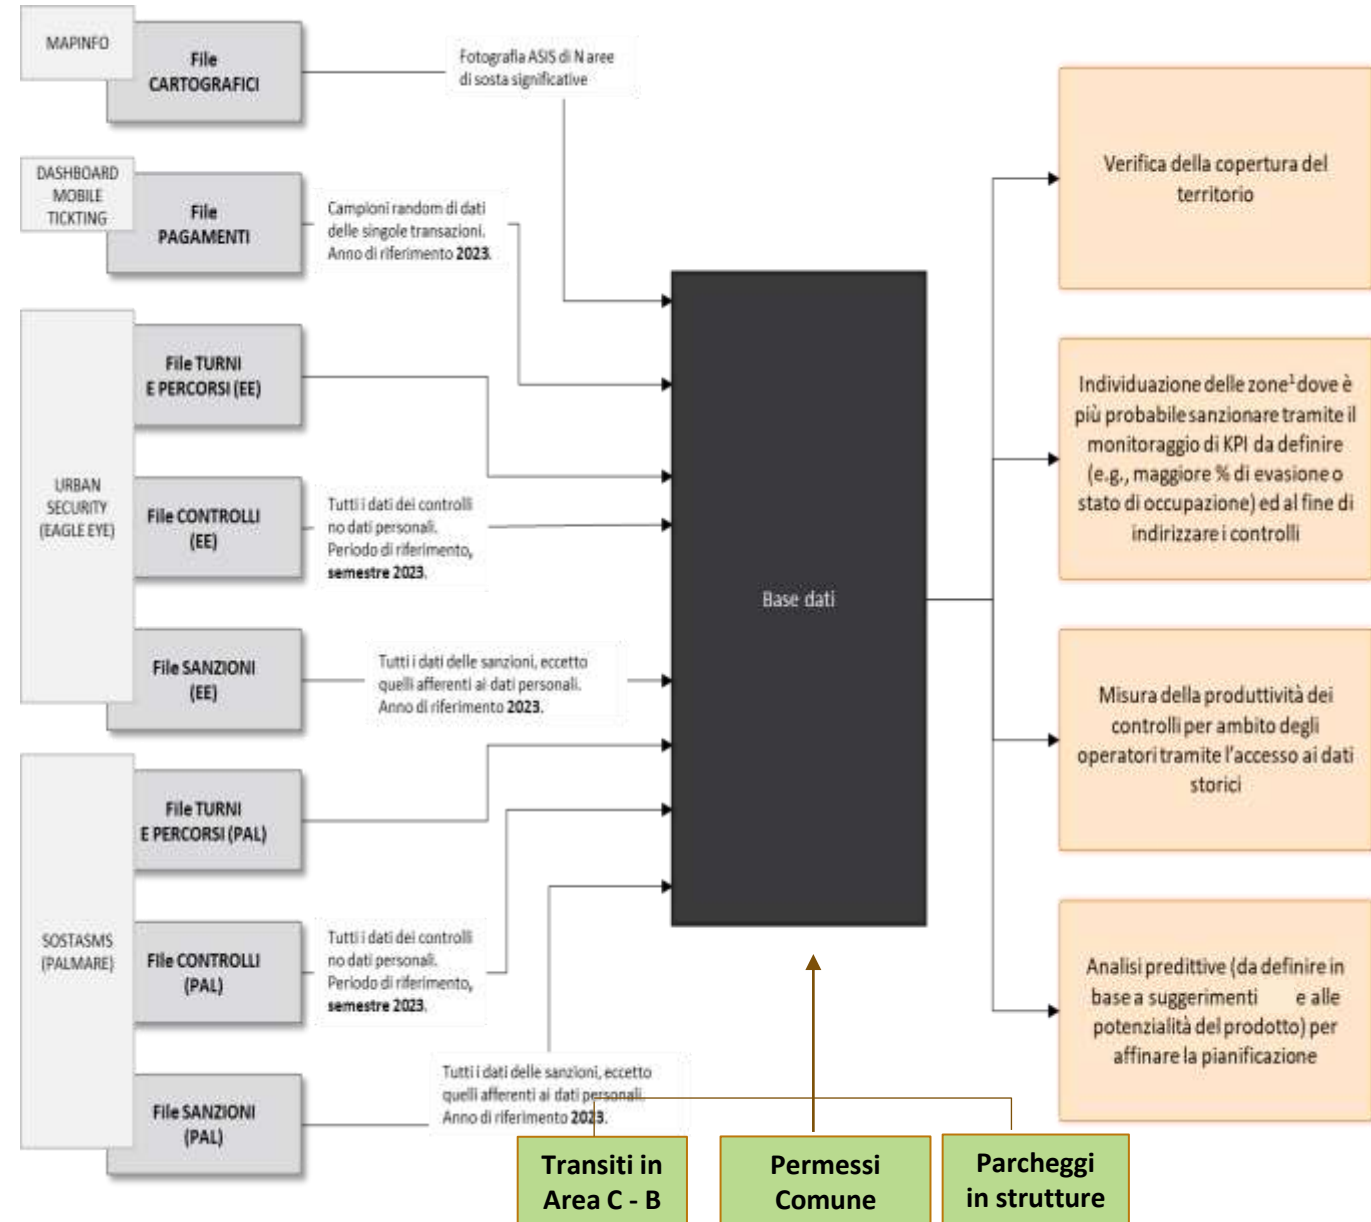 MAPINFO
File
CARTOGRAFICI
Fotografia ASIS di N aree
di sosta significative
DASHBOARD
MOBILE
TICKTING
File
PAGAMENTI
Campioni random di dati
delle singole transazioni.
Anno di riferimento 2023.
URBAN
SECURITY
(EAGLE EYE)
File TURNI
E PERCORSI (EE)
File CONTROLLI
(EE)
Tutti i dati dei controlli
no dati personali.
Periodo di riferimento,
semestre 2023.
File SANZIONI
(EE)
Tutti i dati delle sanzioni, eccetto
quelli afferenti ai dati personali.
Anno di riferimento 2023.
SOSTASMS
(PALMARE)
File TURNI
E PERCORSI (PAL)
File CONTROLLI
(PAL)
Tutti i dati dei controlli
no dati personali.
Periodo di riferimento,
semestre 2023.
File SANZIONI
(PAL)
Tutti i dati delle sanzioni, eccetto
quelli afferenti ai dati personali.
Anno di riferimento 2023.
Base dati
Transiti in
Area C - B
Permessi
Comune
Parcheggi
in strutture
Verifica della copertura del
territorio
Individuazione delle zone¹ dove è
più probabile sanzionare tramite il
monitoraggio di KPI da definire
(e.g., maggiore % di evasione o
stato di occupazione) ed al fine di
indirizzare i controlli
Misura della produttività dei
controlli per ambito degli
operatori tramite l'accesso ai dati
storici
Analisi predittive (da definire in
base a suggerimenti e alle
potenzialità del prodotto) per
affinare la pianificazione